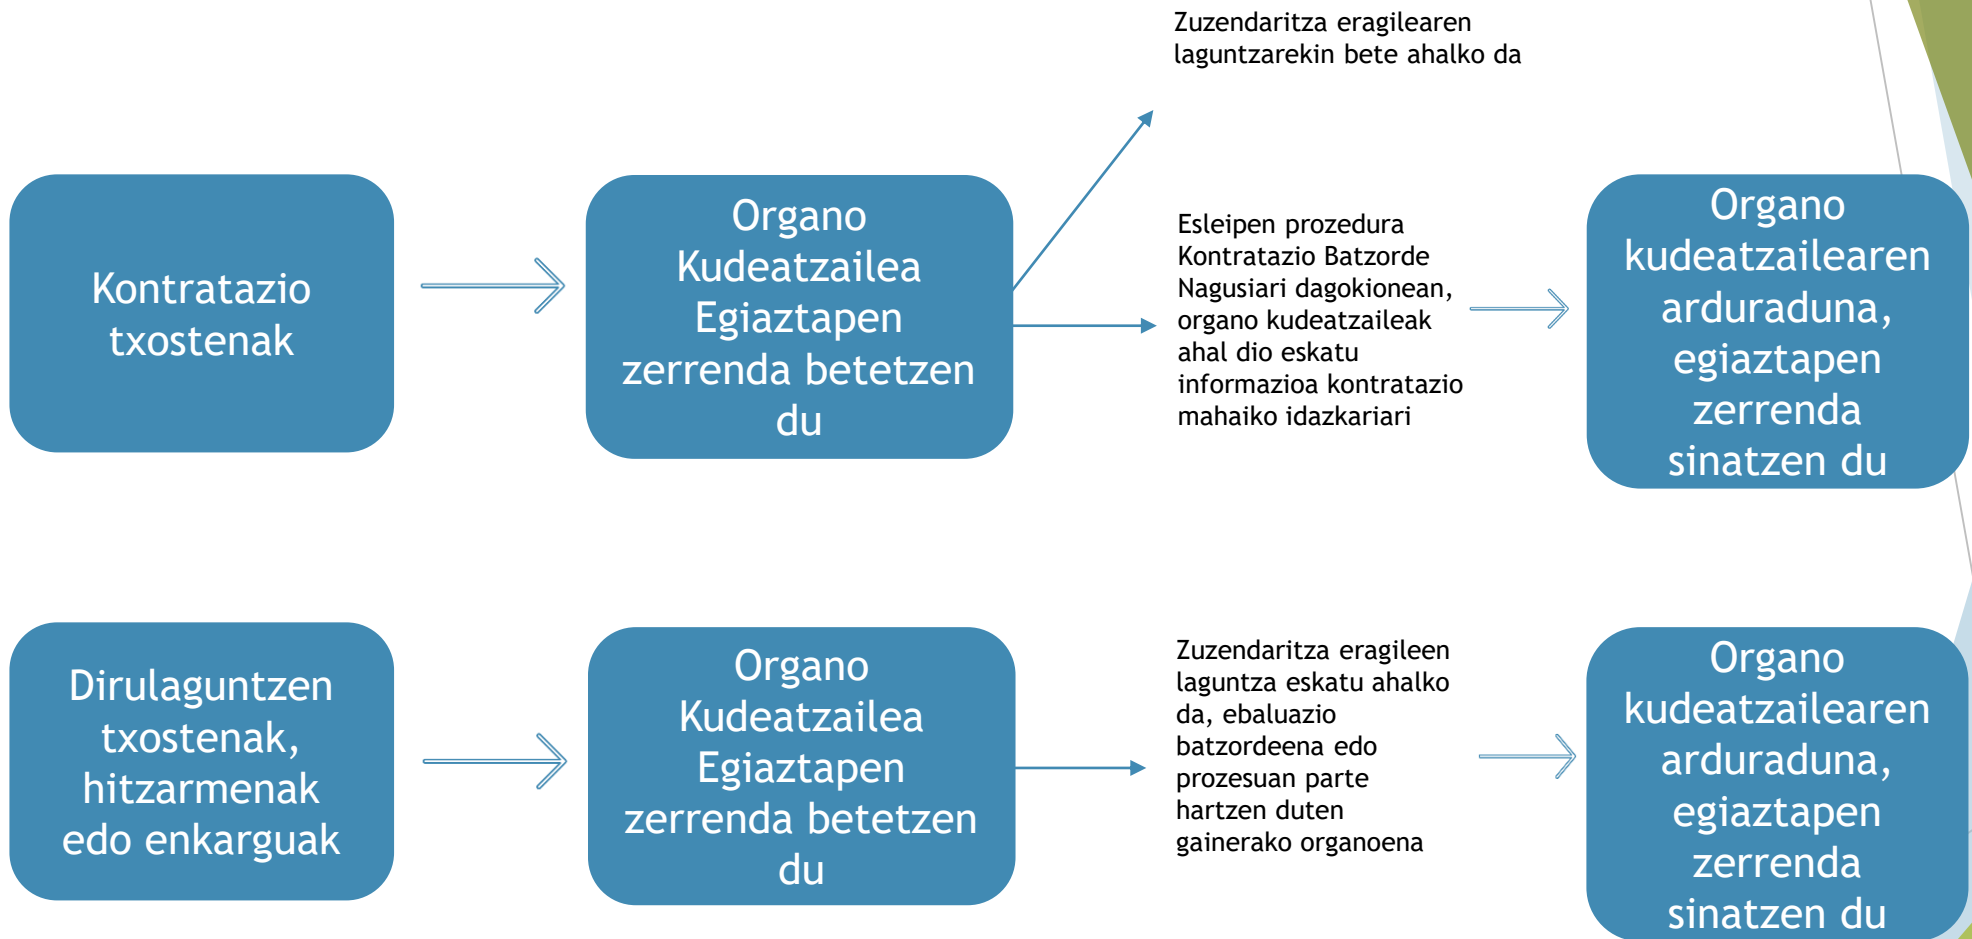 Kontratazio
txostenak
Organo
Kudeatzailea
Egiaztapen
zerrenda betetzen
du
Zuzendaritza eragilearen
laguntzarekin bete ahalko da
Esleipen prozedura
Kontratazio Batzorde
Nagusiari dagokionean,
organo kudeatzaileak
ahal dio eskatu
informazioa kontratazio
mahaiko idazkariari
Organo
kudeatzailearen
arduraduna,
egiaztapen
zerrenda
sinatzen du
Dirulaguntzen
txostenak,
hitzarmenak
edo enkarguak
Organo
Kudeatzailea
Egiaztapen
zerrenda betetzen
du
Zuzendaritza eragileen
laguntza eskatu ahalko
da, ebaluazio
batzordeena edo
prozesuan parte
hartzen duten
gainerako organoena
Organo
kudeatzailearen
arduraduna,
egiaztapen
zerrenda
sinatzen du